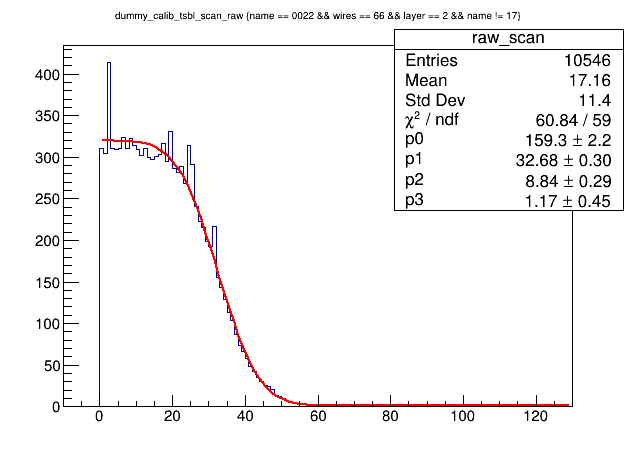 dummy_calib_tsbl_scan_raw {name == 0022 && wires == 66 && layer == 2 && name != 17}
raw_scan
Entries 10546
Mean 17.16
Std Dev 11.4
χ² / ndf 60.84 / 59
p0 159.3 ± 2.2
p1 32.68 ± 0.30
p2 8.84 ± 0.29
p3 1.17 ± 0.45
400
350
300
250
200
150
100
50
0
0 20 40 60 80 100 120